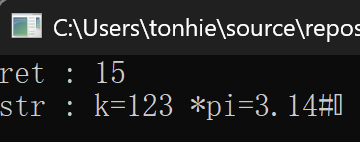 C:\Users\tonhie\source\repos
ret : 15
str : k=123 *pi=3.14#▯